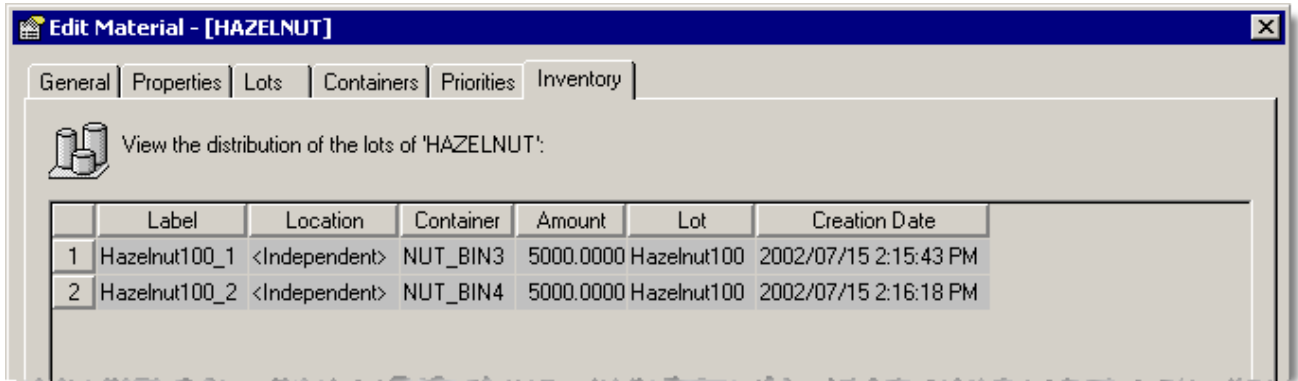 Edit Material - [HAZELNUT]
General Properties Lots Containers Priorities Inventory
View the distribution of the lots of 'HAZELNUT':
Label Location Container Amount Lot Creation Date
1 Hazelnut100_1 <Independent> NUT_BIN3 5000.0000 Hazelnut100 2002/07/15 2:15:43 PM
2 Hazelnut100_2 <Independent> NUT_BIN4 5000.0000 Hazelnut100 2002/07/15 2:16:18 PM